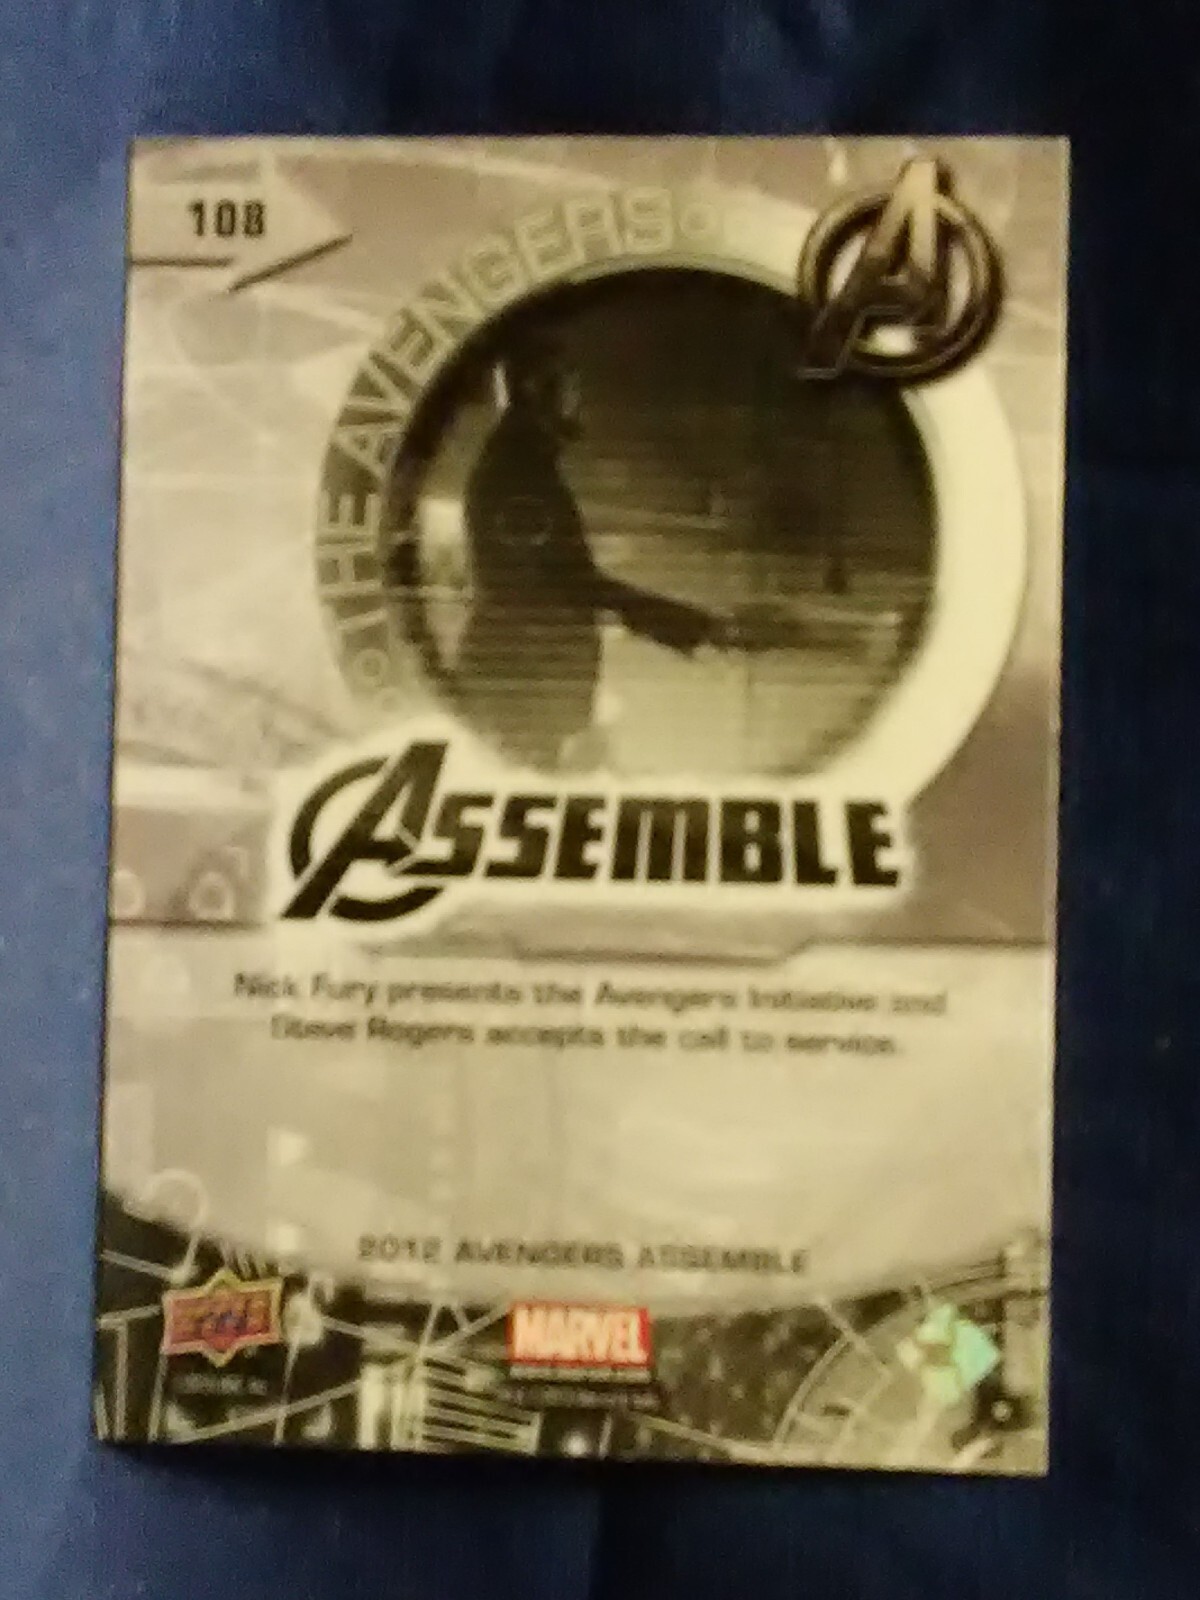 108
THE AVENGERS
ASSEMBLE
Nick Fury presents the Avengers Initiative and
Steve Rogers accepts the call to service.
2012 AVENGERS ASSEMBLE
MARVEL